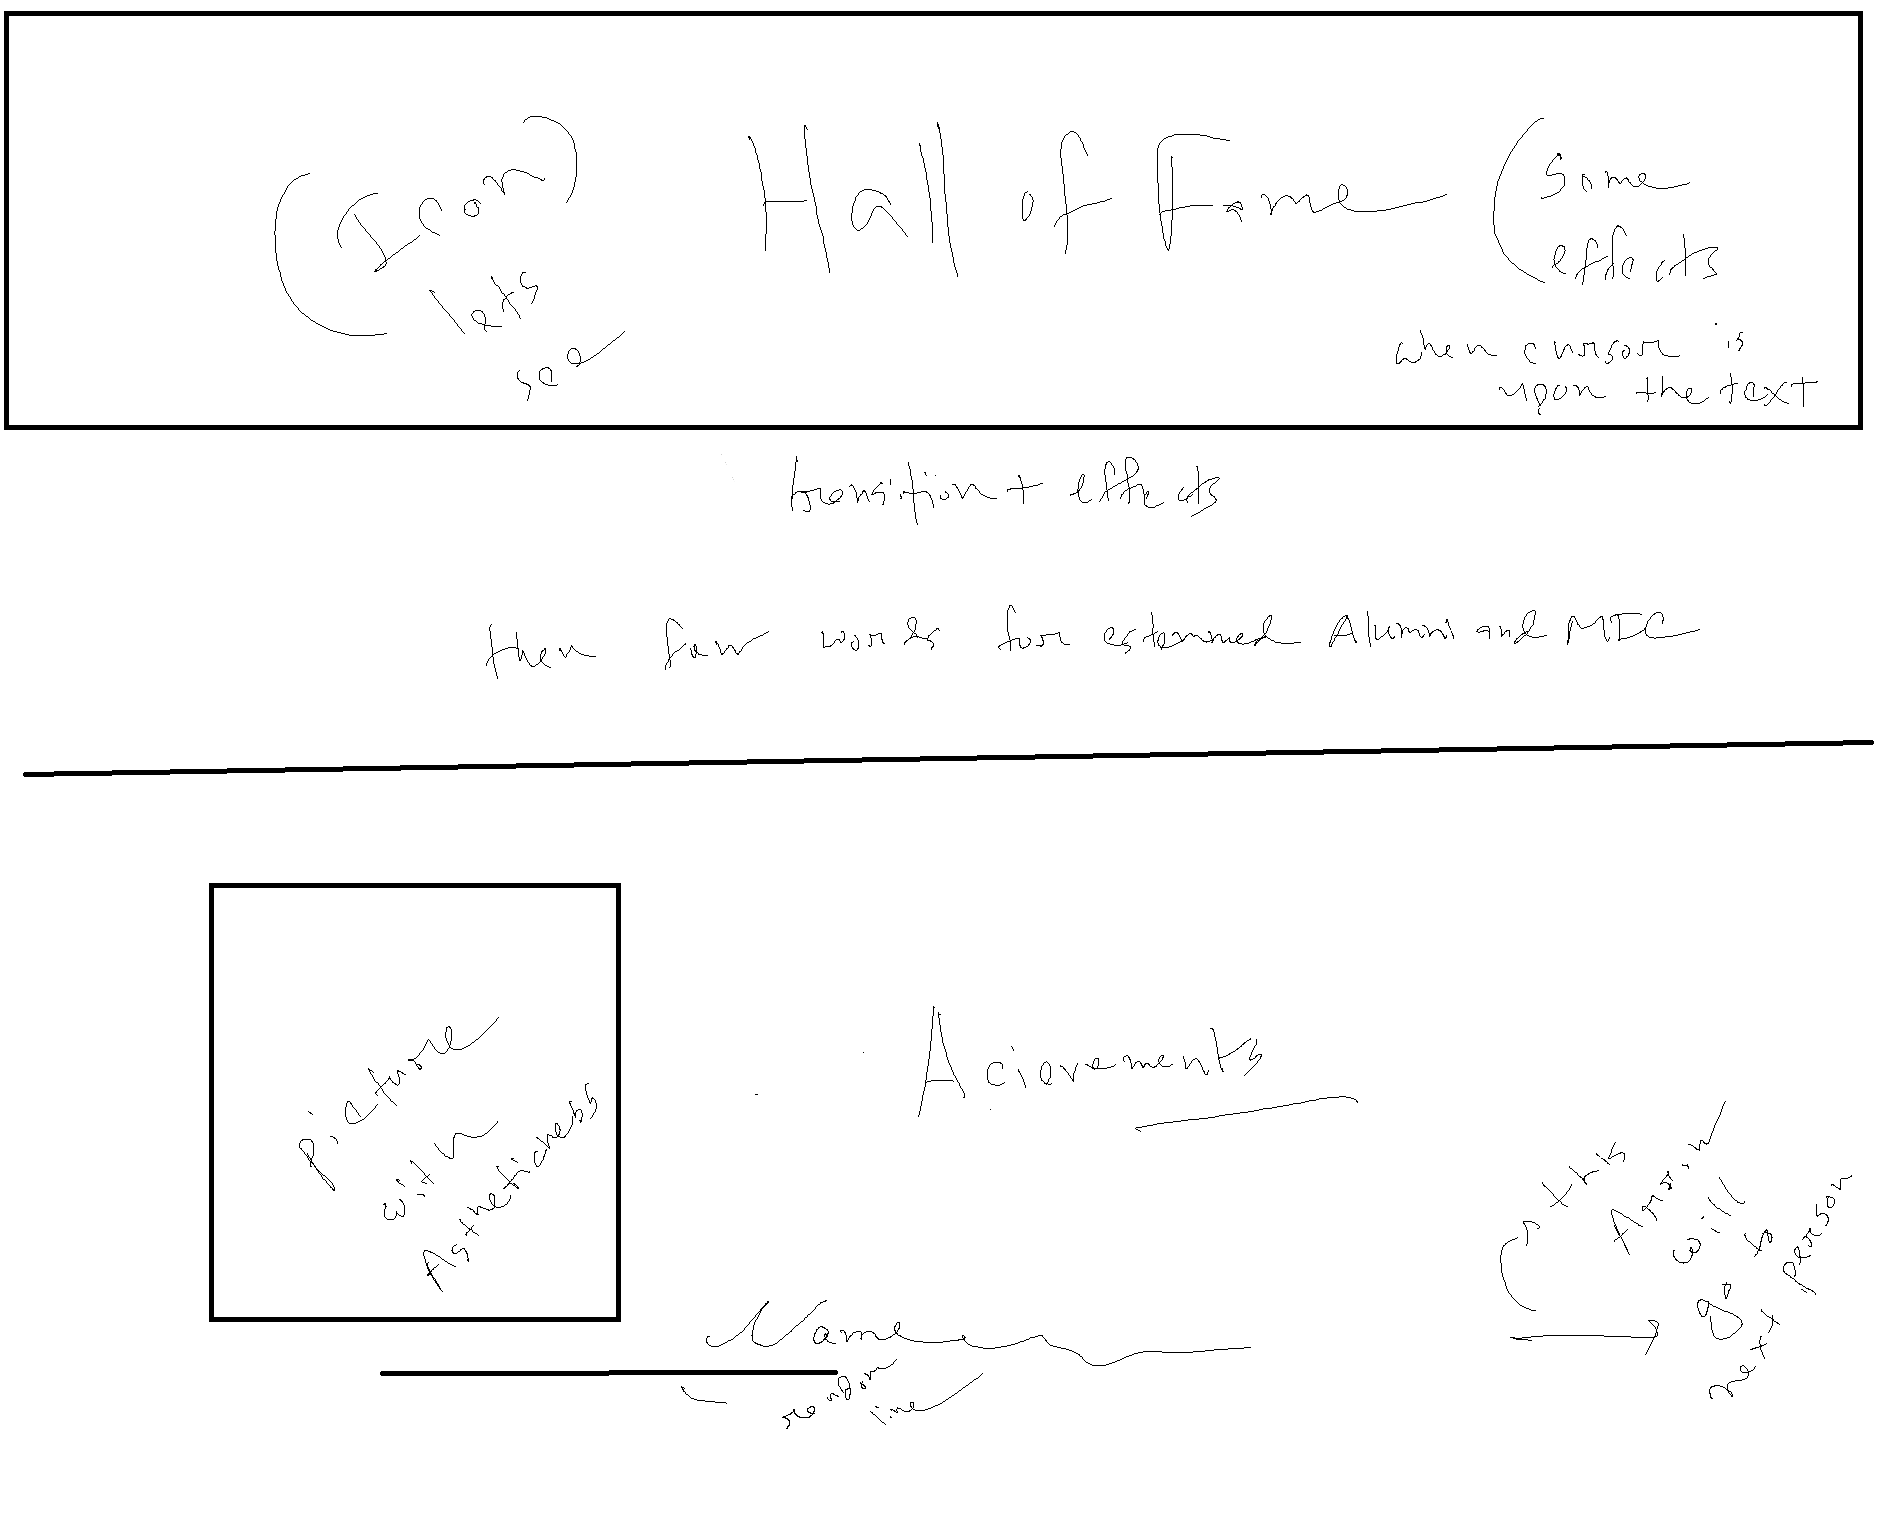 (Icon)
lets
see
Hall of Fame
(Some
effects
when cursor is
upon the text
transition + effects
then few words for estemmed Alumni and MIC
picture
with
Astheticness
Acievements
Name
random
line
this
Arrow
will
go to
next person